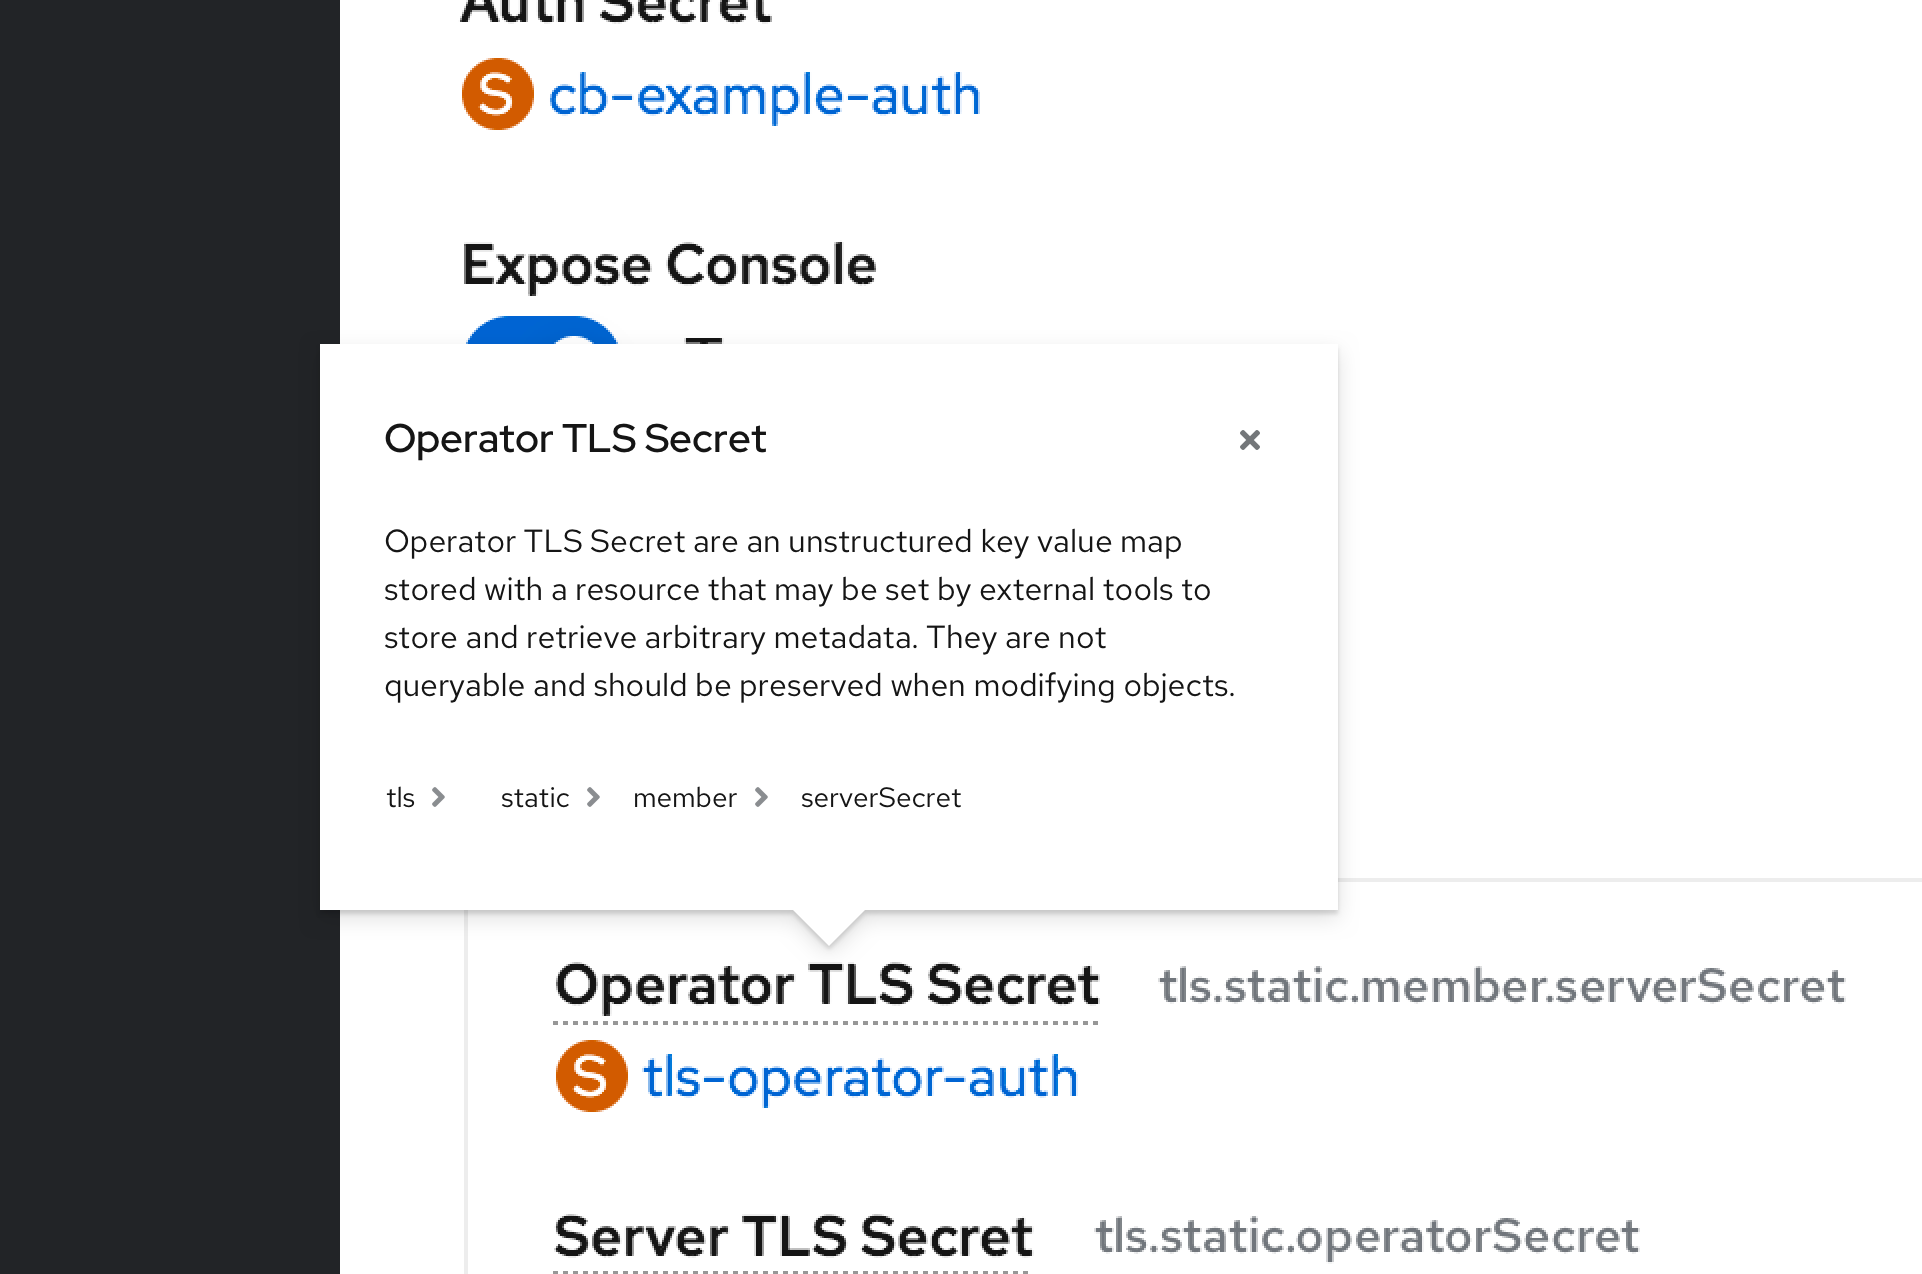 Auth Secret
S cb-example-auth
Expose Console
Operator TLS Secret
Operator TLS Secret are an unstructured key value map
stored with a resource that may be set by external tools to
store and retrieve arbitrary metadata. They are not
queryable and should be preserved when modifying objects.
tls static member serverSecret
Operator TLS Secret tls.static.member.serverSecret
S tls-operator-auth
Server TLS Secret tls.static.operatorSecret